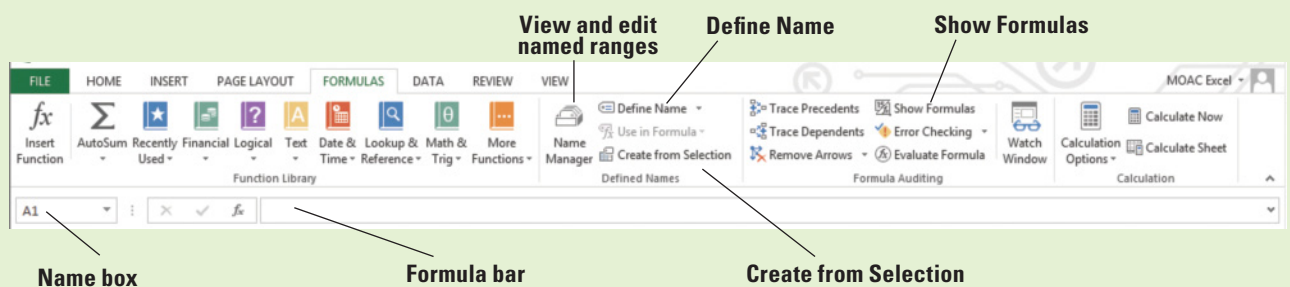 View and edit
named ranges
Define Name
Show Formulas
FILE HOME INSERT PAGE LAYOUT FORMULAS DATA REVIEW VIEW MOAC Excel
fx
Insert
Function
Σ
AutoSum
Recently
Used
Financial
Logical
?
Text
A
Date &
Time
Lookup &
Reference
θ
Math &
Trig
More
Functions
Function Library
Name
Manager
Define Name
Use in Formula
Create from Selection
Defined Names
Trace Precedents
Trace Dependents
Remove Arrows
Show Formulas
Error Checking
Evaluate Formula
Watch
Window
Formula Auditing
Calculation
Options
Calculate Now
Calculate Sheet
Calculation
A1
fx
Name box
Formula bar
Create from Selection